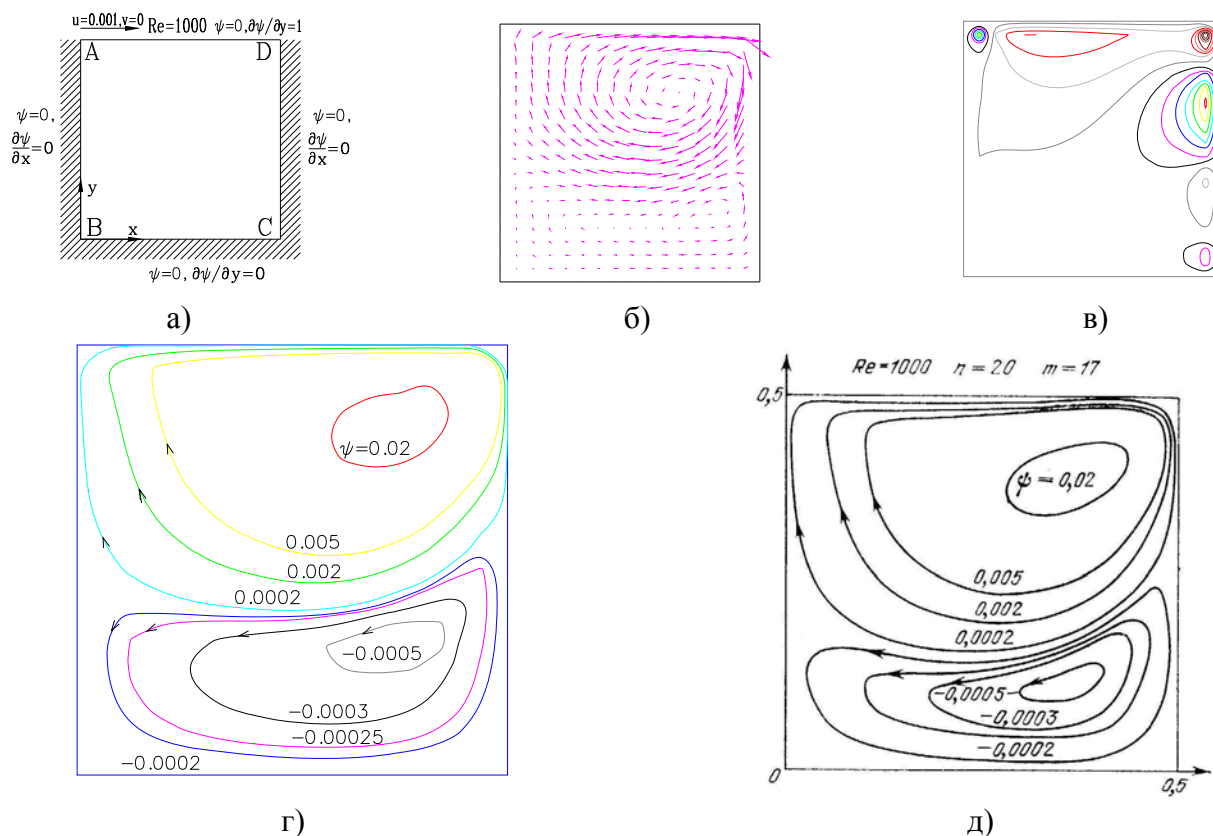 u=0.001,v=0 Re=1000 ψ=0,∂ψ/∂y=1
A D
ψ=0,
∂ψ/∂x=0
ψ=0,
∂ψ/∂x=0
y
B x C
ψ=0, ∂ψ/∂y=0
а)
б)
в)
ψ=0.02
0.005
0.002
0.0002
−0.0005
−0.0003
−0.00025
−0.0002
г)
Re=1000 n=20 m=17
0,5
φ=0,02
0,005
0,002
0,0002
−0,0005
−0,0003
−0,0002
0
0,5
д)